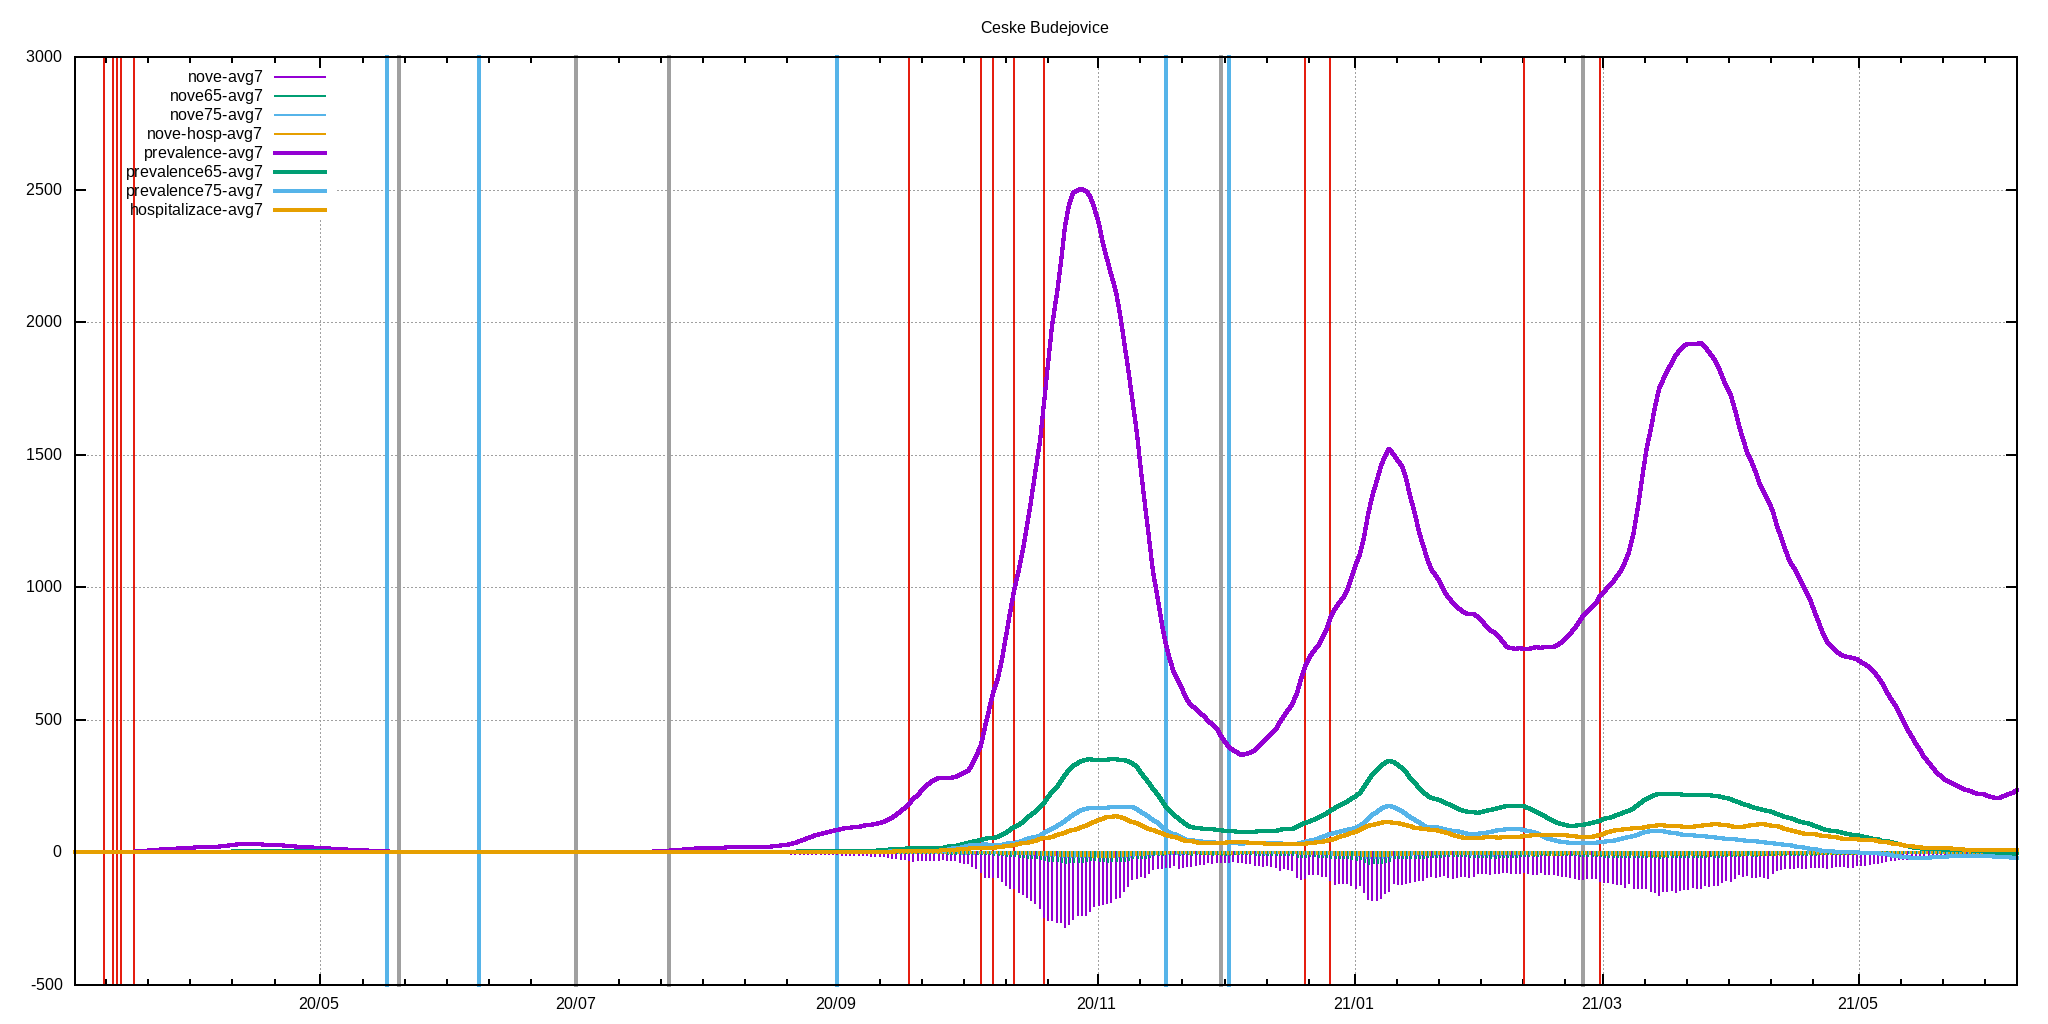 Ceske Budejovice
3000
2500
2000
1500
1000
500
0
-500
nove-avg7
nove65-avg7
nove75-avg7
nove-hosp-avg7
prevalence-avg7
prevalence65-avg7
prevalence75-avg7
hospitalizace-avg7
20/05
20/07
20/09
20/11
21/01
21/03
21/05